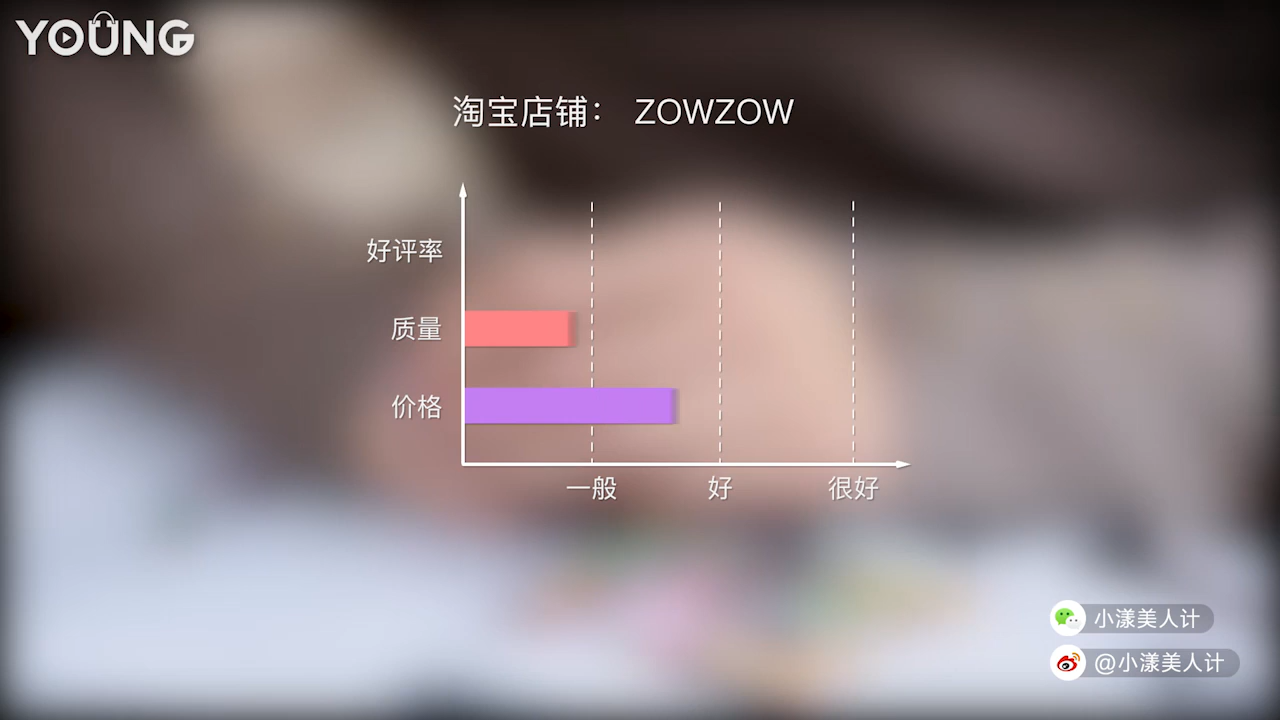 YOUNG
淘宝店铺： ZOWZOW
好评率
质量
价格
一般 好 很好
小漾美人计
@小漾美人计